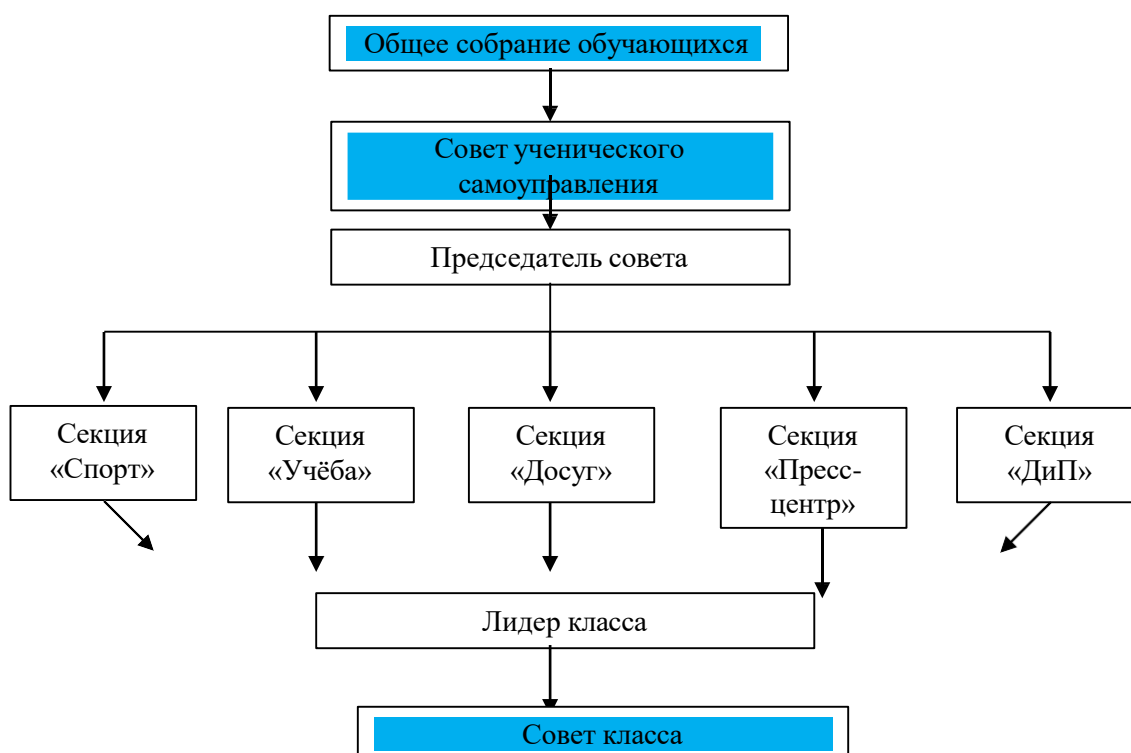 Общее собрание обучающихся
Совет ученического
самоуправления
Председатель совета
Секция
«Спорт»
Секция
«Учёба»
Секция
«Досуг»
Секция
«Пресс-
центр»
Секция
«ДиП»
Лидер класса
Совет класса